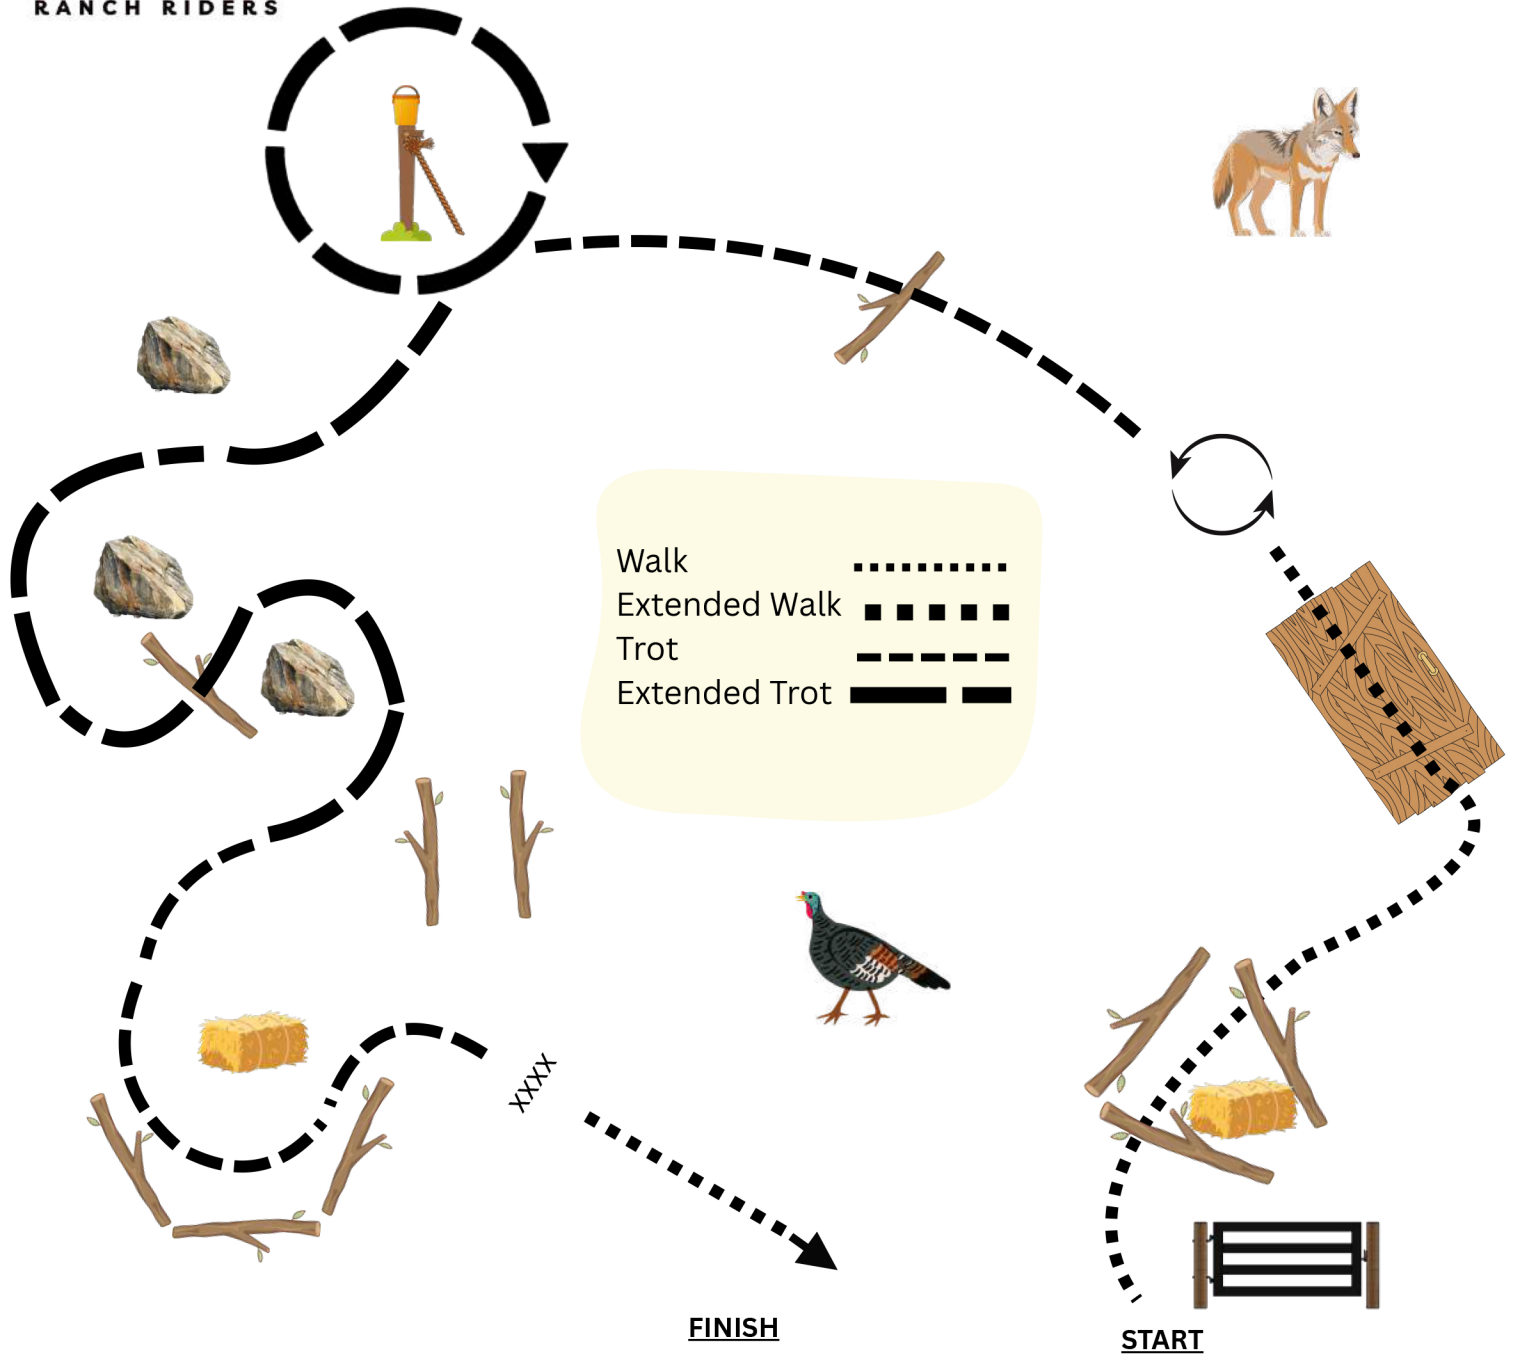 RANCH RIDERS
Walk
Extended Walk
Trot
Extended Trot
XXXX
FINISH
START